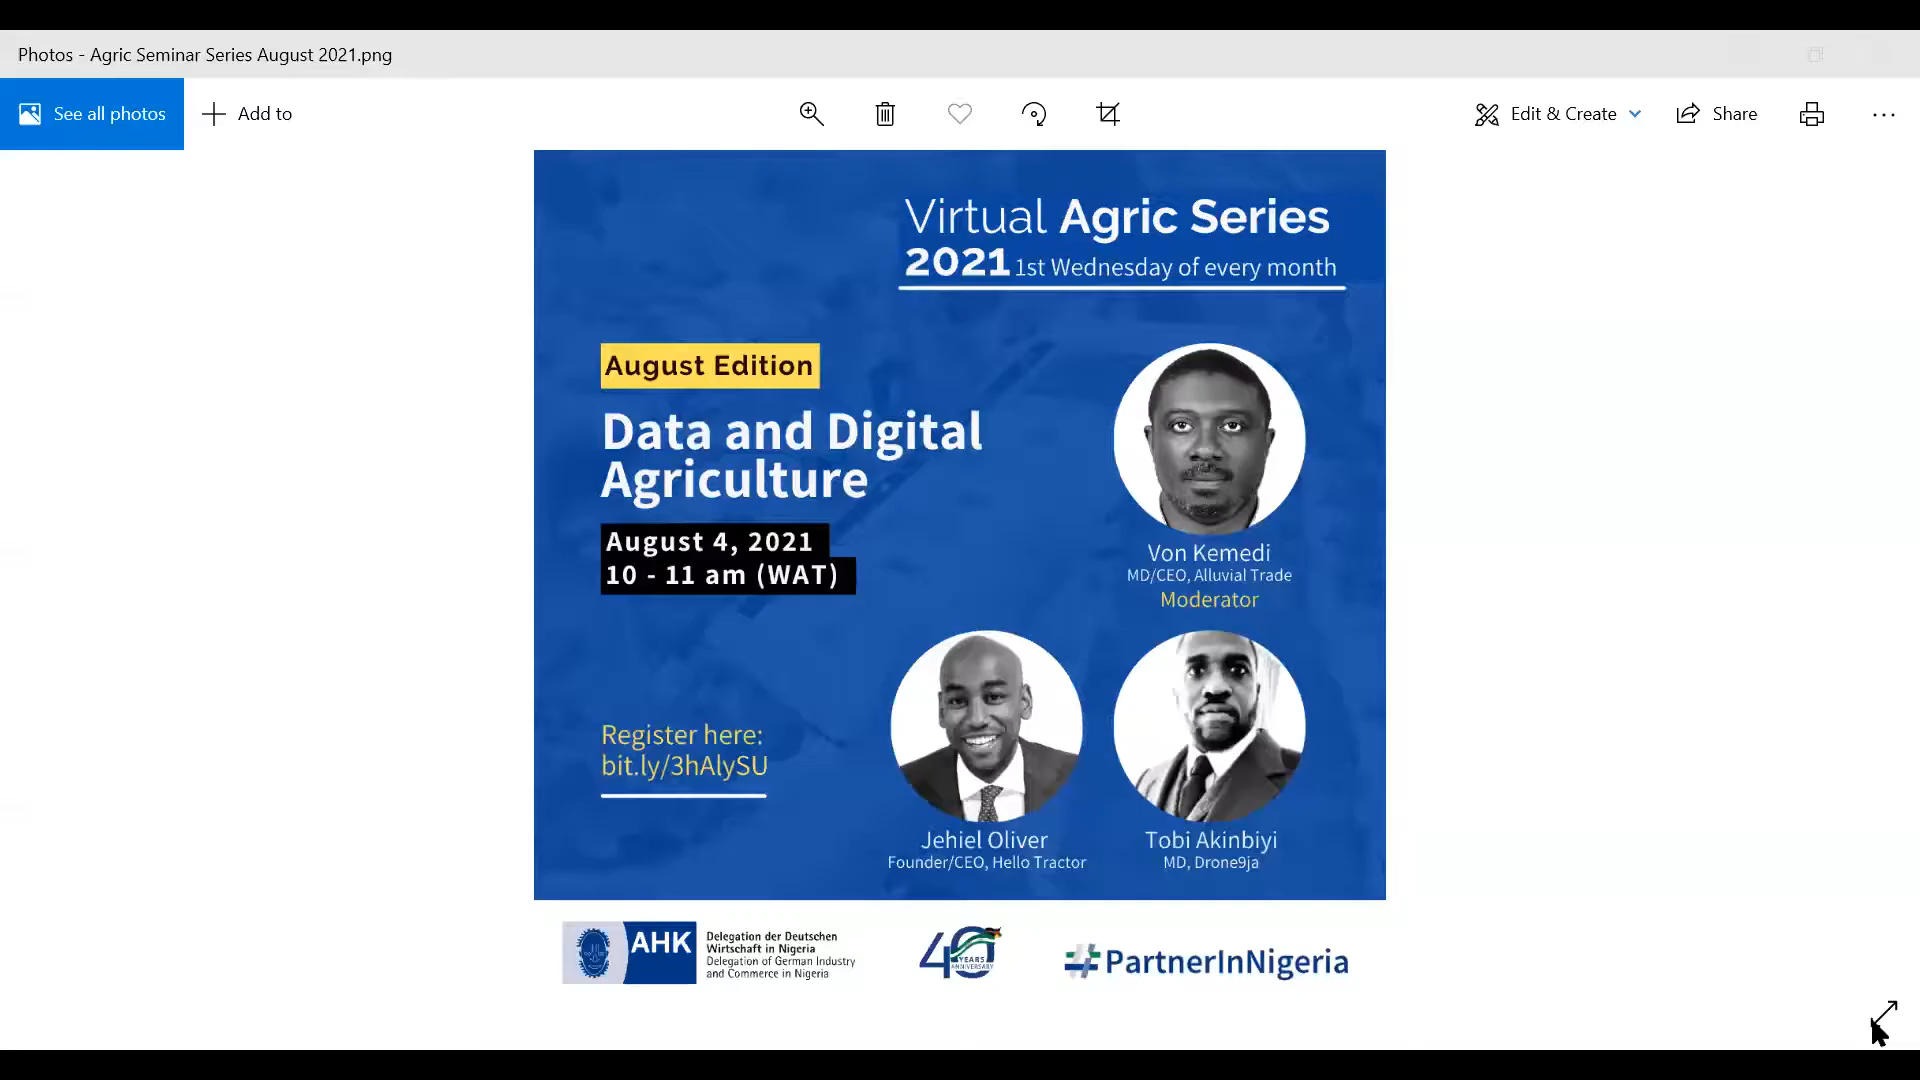 Photos - Agric Seminar Series August 2021.png
See all photos
Add to
Edit & Create
Share
Virtual Agric Series
2021 1st Wednesday of every month
August Edition
Data and Digital
Agriculture
August 4, 2021
10 - 11 am (WAT)
Von Kemedi
MD/CEO, Alluvial Trade
Moderator
Register here:
bit.ly/3hAlySU
Jehiel Oliver
Founder/CEO, Hello Tractor
Tobi Akinbiyi
MD, Drone9ja
AHK
Delegation der Deutschen
Wirtschaft in Nigeria
Delegation of German Industry
and Commerce in Nigeria
40
YEARS
ANNIVERSARY
#PartnerInNigeria